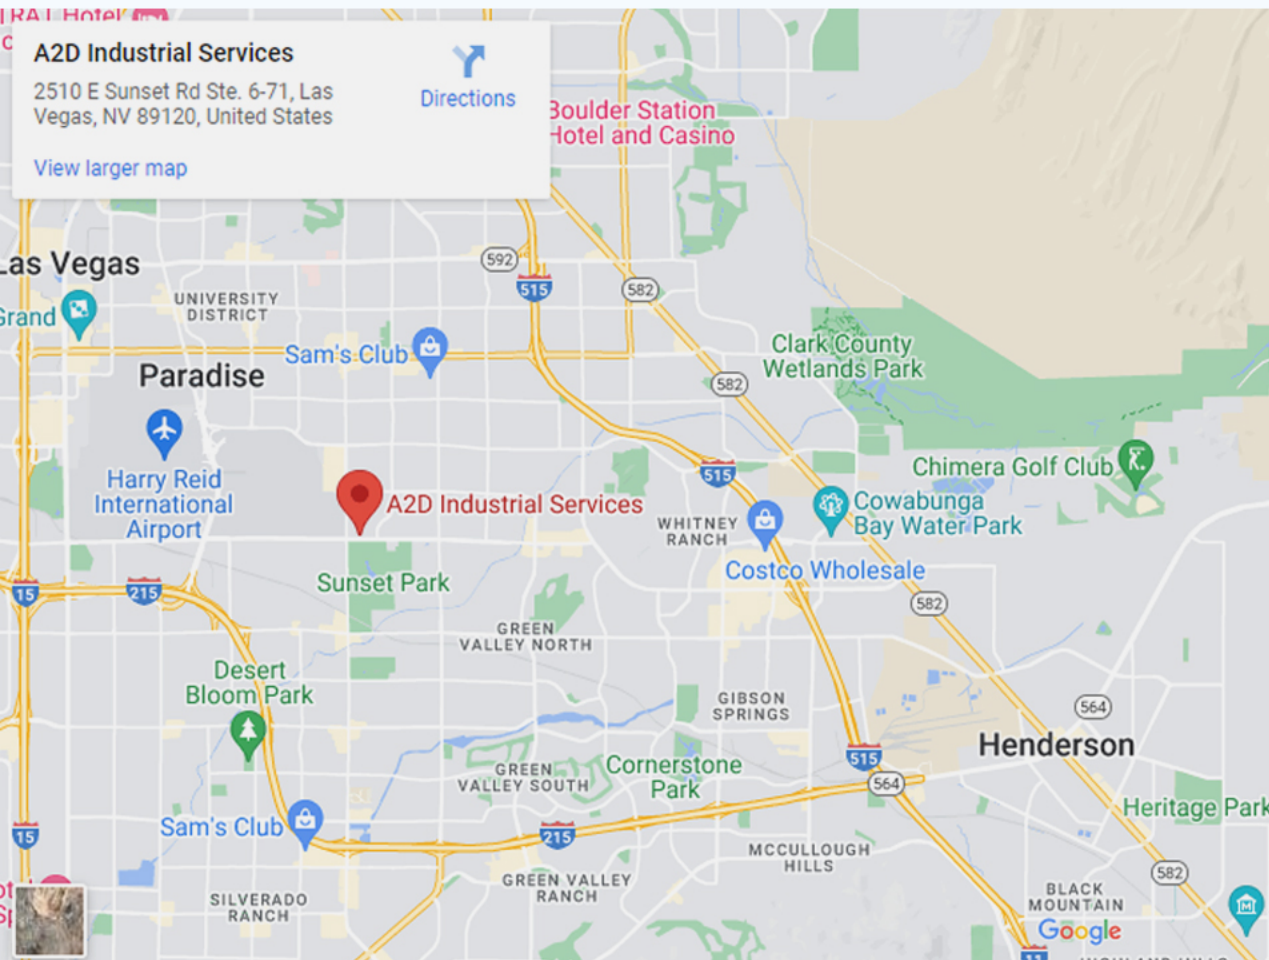 TRAT Hotel
A2D Industrial Services
2510 E Sunset Rd Ste. 6-71, Las
Vegas, NV 89120, United States
View larger map
Directions
Boulder Station
Hotel and Casino
592
515
582
Las Vegas
UNIVERSITY
DISTRICT
Grand
Sam's Club
Paradise
Clark County
Wetlands Park
582
Harry Reid
International
Airport
A2D Industrial Services
515
Chimera Golf Club
WHITNEY
RANCH
Cowabunga
Bay Water Park
Costco Wholesale
Sunset Park
15
215
582
GREEN
VALLEY NORTH
Desert
Bloom Park
GIBSON
SPRINGS
564
Henderson
515
GREEN
VALLEY SOUTH
Cornerstone
Park
564
Heritage Park
Sam's Club
15
215
MCCULLOUGH
HILLS
582
GREEN VALLEY
RANCH
SILVERADO
RANCH
BLACK
MOUNTAIN
Google
11